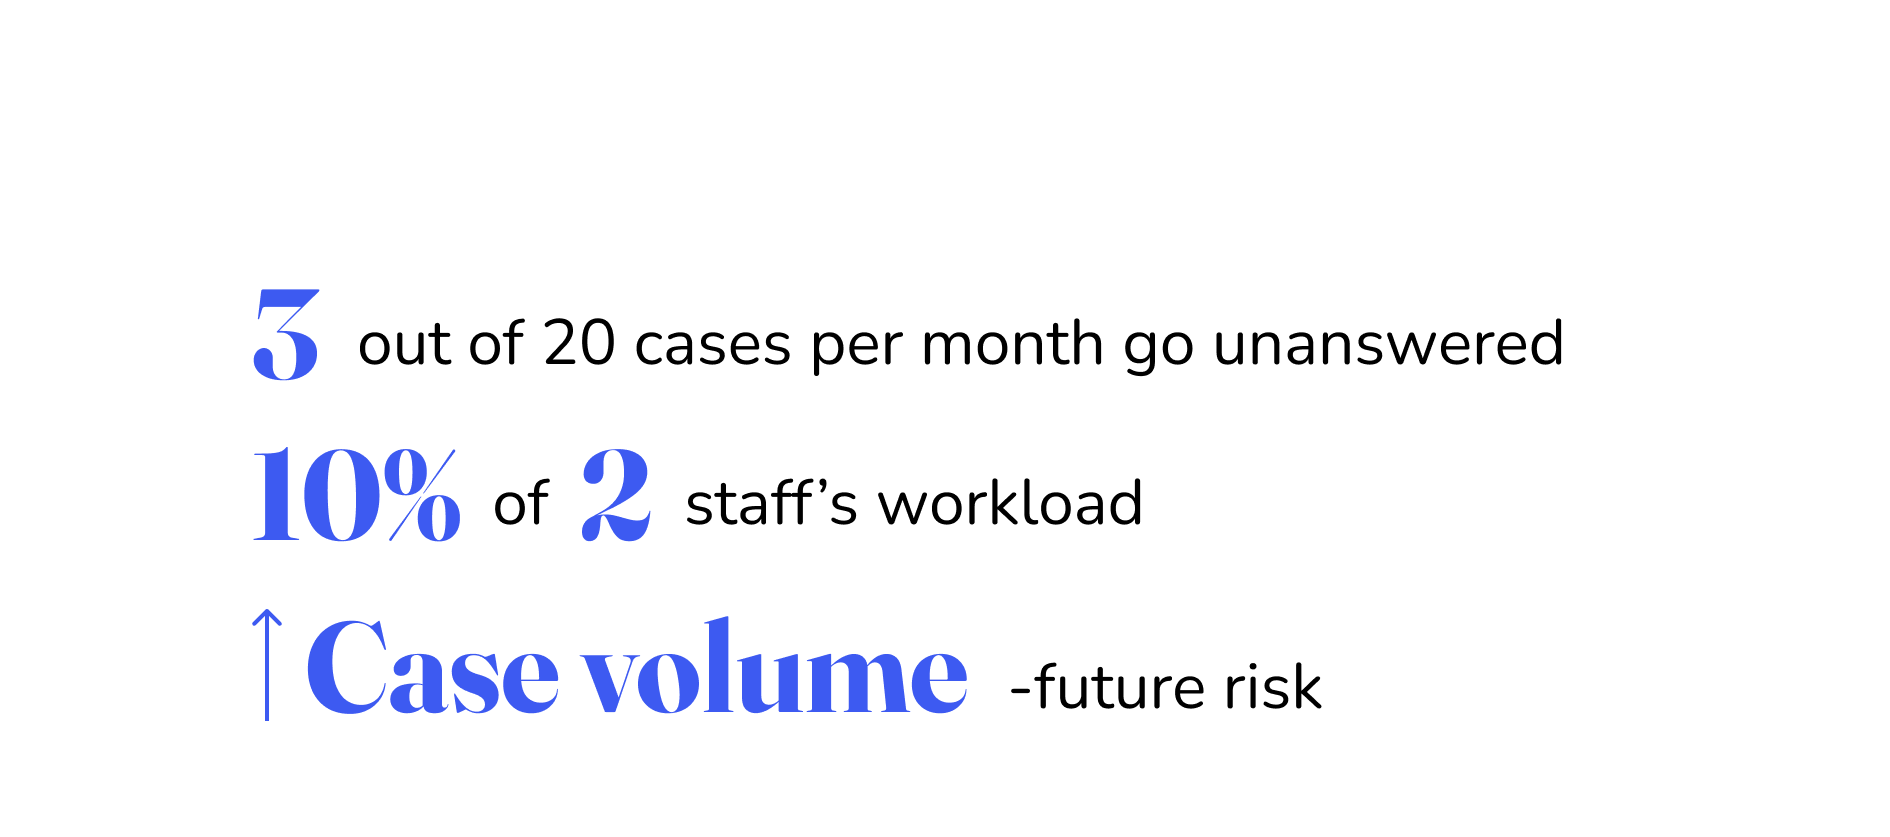 3 out of 20 cases per month go unanswered
10% of 2 staff’s workload
↑ Case volume -future risk